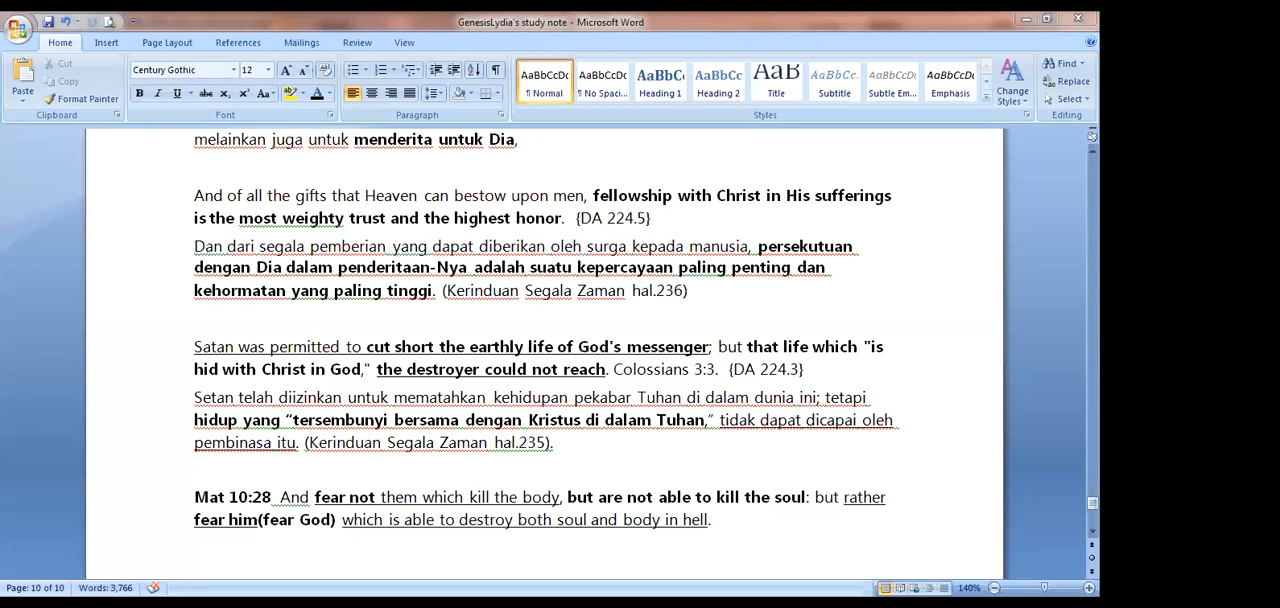 GenesisLydia's study note - Microsoft Word
Home Insert Page Layout References Mailings Review View
Paste
Cut
Copy
Format Painter
Clipboard
Century Gothic 12
B I U abc x₂ x² Aa
Font
Paragraph
AaBbCcDc AaBbCcDc AaBbCc AaBbCc AaB AaBbCc. AaBbCcDc AaBbCcDc
¶ Normal ¶ No Spaci... Heading 1 Heading 2 Title Subtitle Subtle Em... Emphasis
Change Styles
Styles
Find
Replace
Select
Editing
melainkan juga untuk menderita untuk Dia,
And of all the gifts that Heaven can bestow upon men, fellowship with Christ in His sufferings
is the most weighty trust and the highest honor. {DA 224.5}
Dan dari segala pemberian yang dapat diberikan oleh surga kepada manusia, persekutuan
dengan Dia dalam penderitaan-Nya adalah suatu kepercayaan paling penting dan
kehormatan yang paling tinggi. (Kerinduan Segala Zaman hal.236)
Satan was permitted to cut short the earthly life of God's messenger; but that life which "is
hid with Christ in God," the destroyer could not reach. Colossians 3:3. {DA 224.3}
Setan telah diizinkan untuk mematahkan kehidupan pekabar Tuhan di dalam dunia ini; tetapi
hidup yang “tersembunyi bersama dengan Kristus di dalam Tuhan,” tidak dapat dicapai oleh
pembinasa itu. (Kerinduan Segala Zaman hal.235).
Mat 10:28 And fear not them which kill the body, but are not able to kill the soul: but rather
fear him(fear God) which is able to destroy both soul and body in hell.
Page: 10 of 10 Words: 3,766 140%